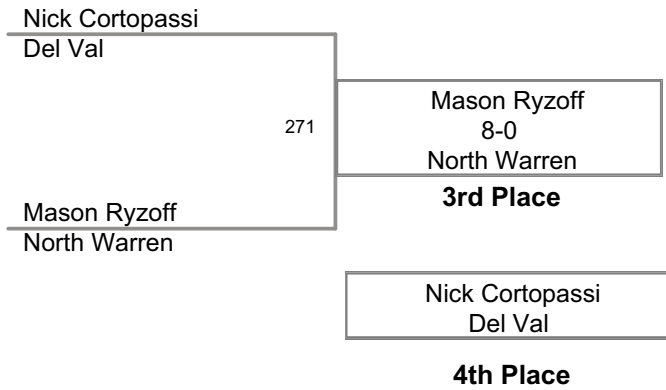 Nick Cortopassi
Del Val
271
Mason Ryzoff
8-0
North Warren
3rd Place
Mason Ryzoff
North Warren
Nick Cortopassi
Del Val
4th Place